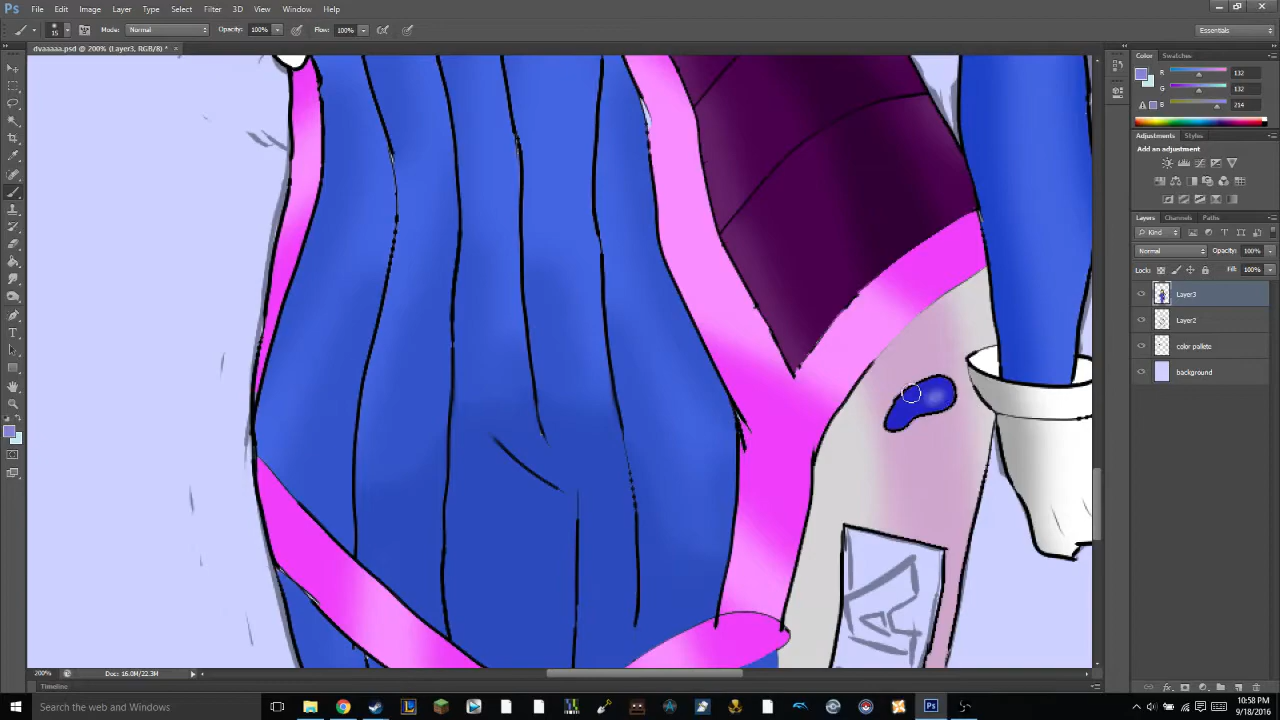 Ps File Edit Image Layer Type Select Filter 3D View Window Help
15 Mode: Normal Opacity: 100% Flow: 100% Essentials
dvaaaaa.psd @ 200% (Layer3, RGB/8) * ×
Color Swatches
R 132
G 132
B 214
Adjustments Styles
Add an adjustment
Layers Channels Paths
Kind
Normal Opacity: 100%
Lock: Fill: 100%
Layer3
Layer2
color pallete
background
200% Doc: 16.0M/22.3M
Timeline
Search the web and Windows
10:58 PM
9/18/2016